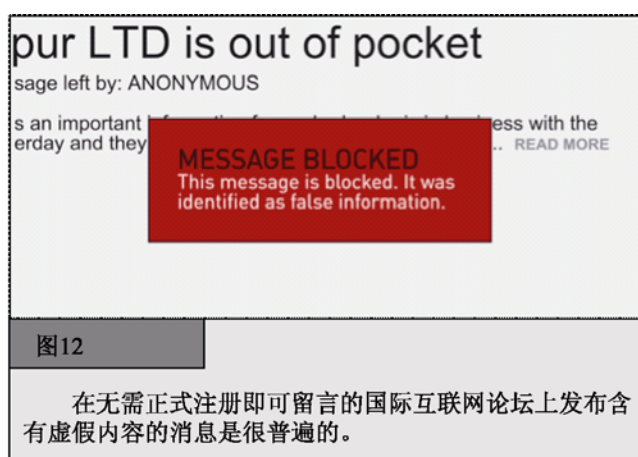 pur LTD is out of pocket
sage left by: ANONYMOUS
s an important ess with the
erday and they .. READ MORE
MESSAGE BLOCKED
This message is blocked. It was
identified as false information.
图12
在无需正式注册即可留言的国际互联网论坛上发布含
有虚假内容的消息是很普遍的。